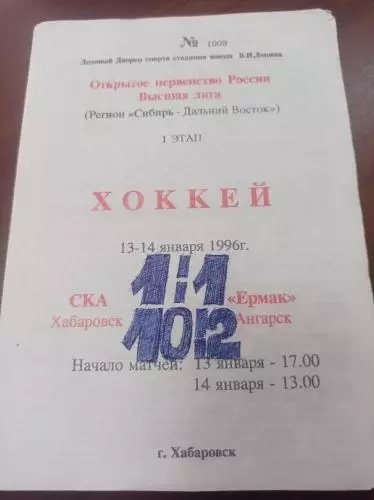 № 1009
Ледовый Дворец спорта стадиона имени В.И.Ленина
Открытое первенство России
Высшая лига
(Регион «Сибирь - Дальний Восток»)
I ЭТАП
ХОККЕЙ
13-14 января 1996г.
1:1
СКА «Ермак»
Хабаровск Ангарск
10:2
Начало матчей: 13 января - 17.00
14 января - 13.00
г. Хабаровск